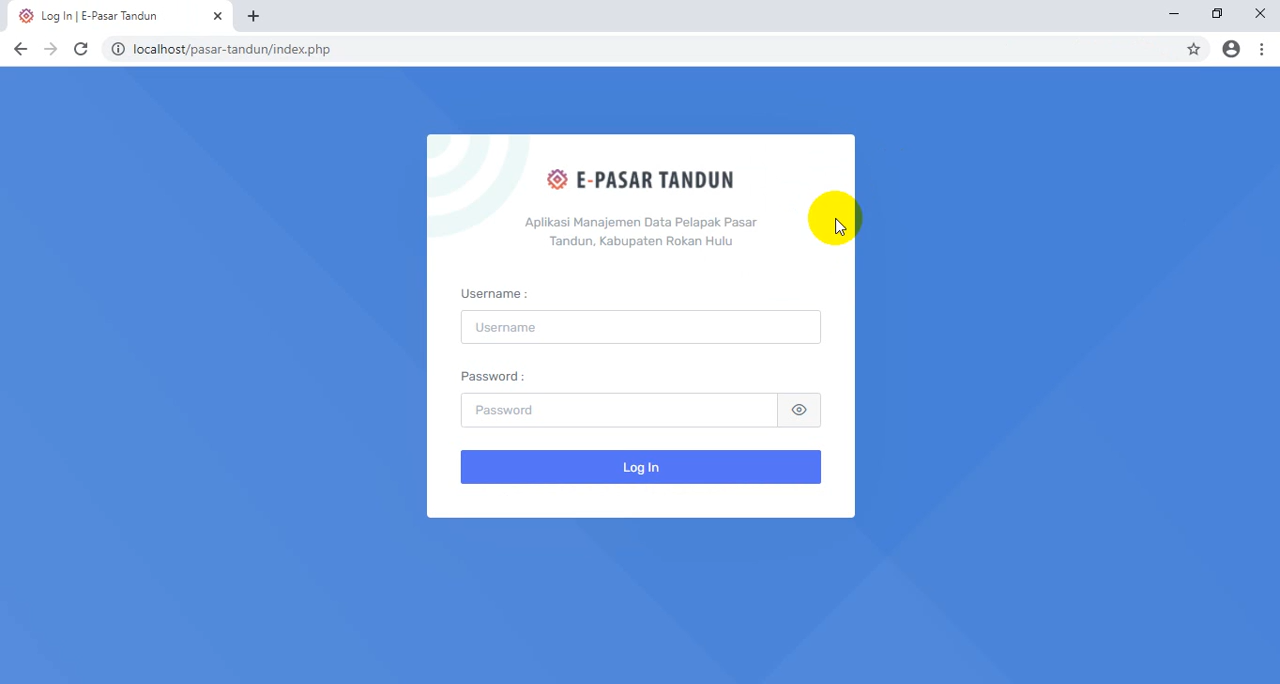 Log In | E-Pasar Tandun
localhost/pasar-tandun/index.php
E-PASAR TANDUN
Aplikasi Manajemen Data Pelapak Pasar
Tandun, Kabupaten Rokan Hulu
Username :
Username
Password :
Password
Log In